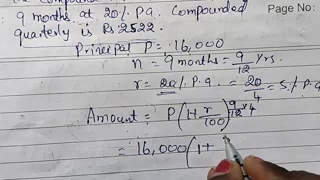 9 months at 20% P.a. Compounded
Page No:
quarterly is Rs 2522.
Principal P = 16,000
n = 9 months = 9/12 yrs.
r = 20% P.a. = 20/4 = 5% P.a
Amount = P(1+ r/100)^9/12 x4
= 16,000(1+